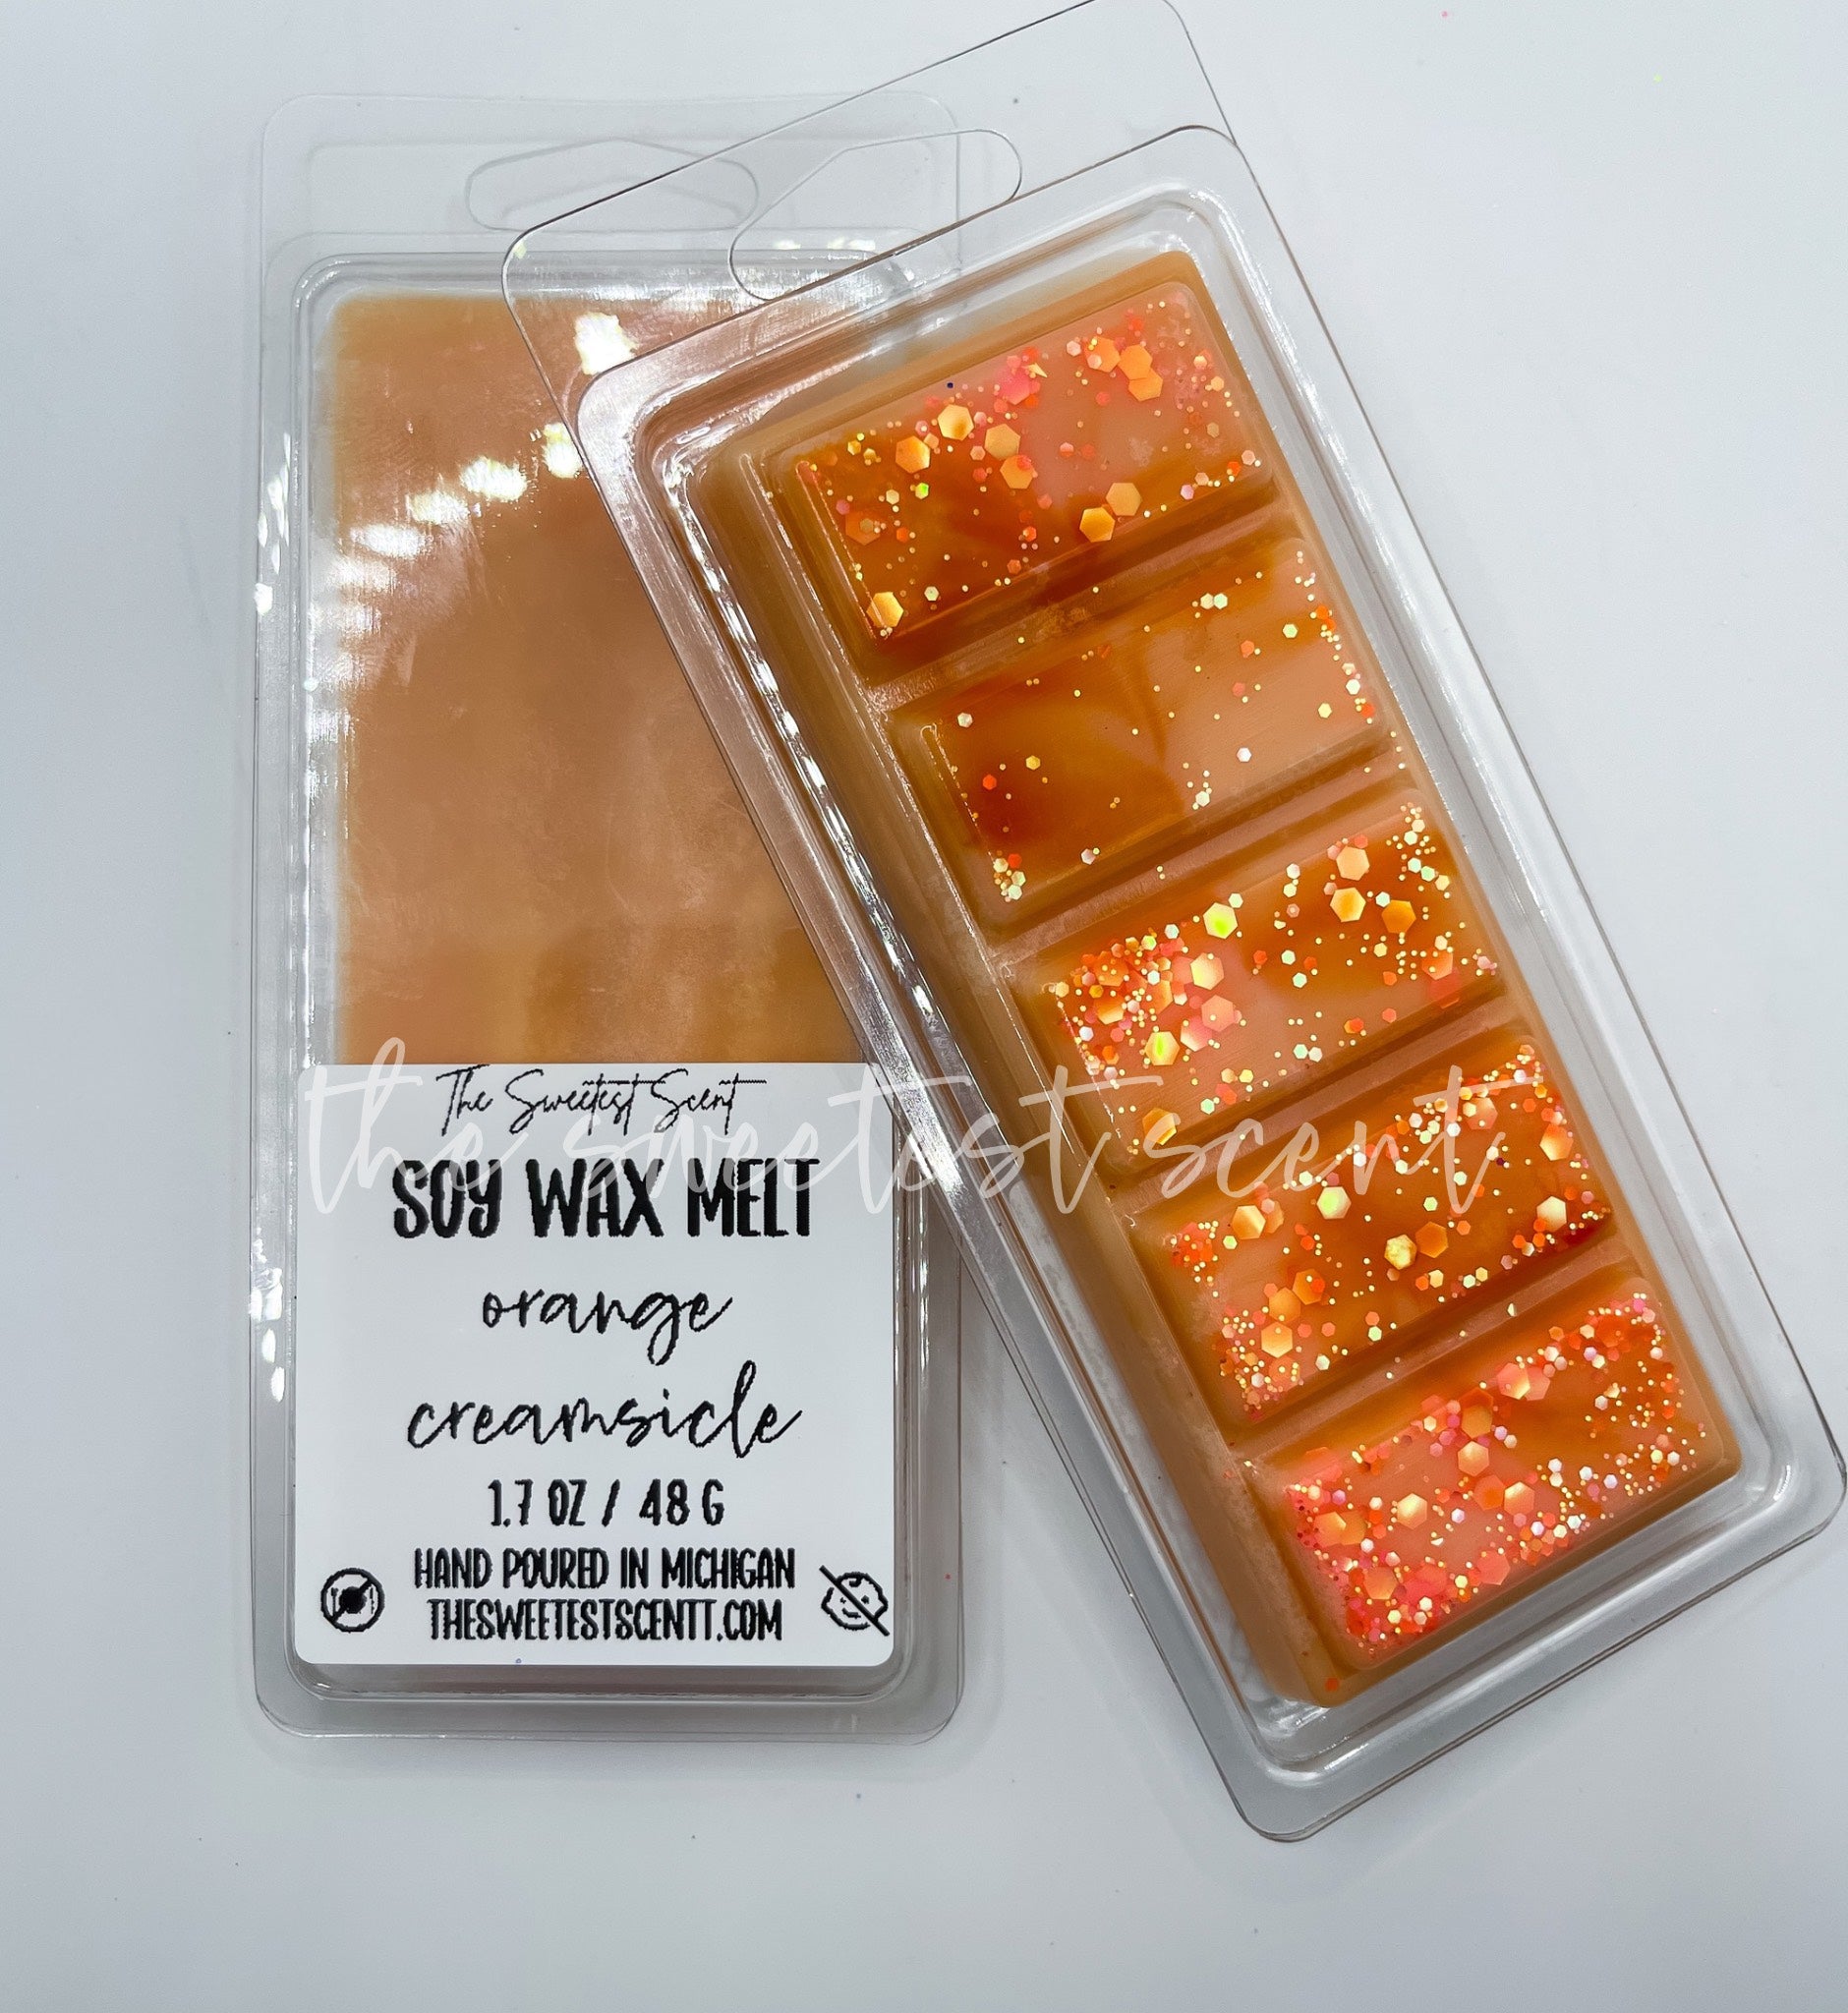 The Sweetest Scent
SOY WAX MELT
orange
creamsicle
1.7 OZ / 48 G
HAND POURED IN MICHIGAN
THESWEETESTSCENTT.COM
the sweetest scent